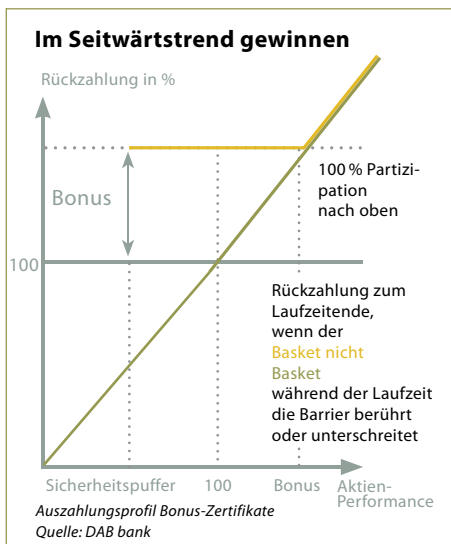 Im Seitwärtstrend gewinnen
Rückzahlung in %
100 % Partizi-
pation
nach oben
Bonus
100
Rückzahlung zum
Laufzeitende,
wenn der
Basket nicht
Basket
während der Laufzeit
die Barrier berührt
oder unterschreitet
Sicherheitspuffer 100 Bonus Aktien-
Performance
Auszahlungsprofil Bonus-Zertifikate
Quelle: DAB bank